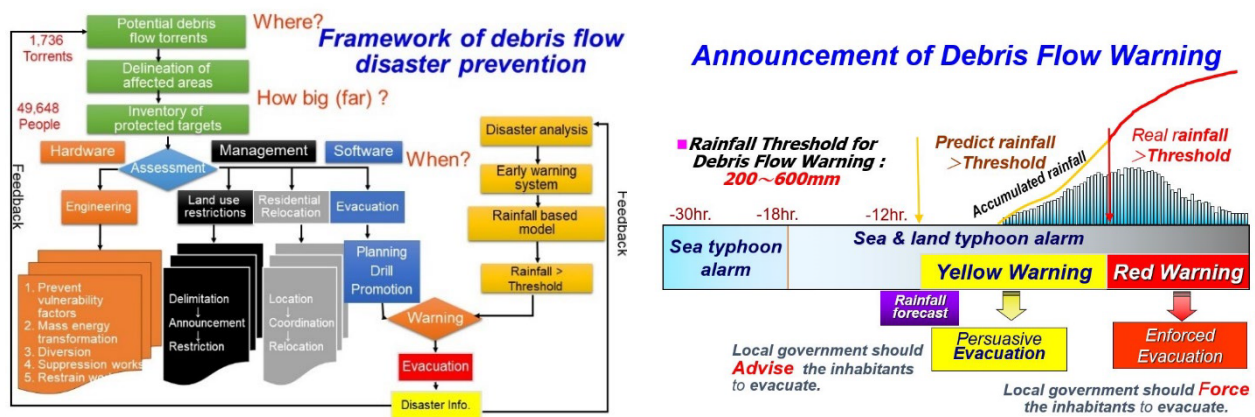 Potential debris
flow torrents
Where?
1,736
Torrents
Framework of debris flow
disaster prevention
Delineation of
affected areas
How big (far) ?
49,648
People
Inventory of
protected targets
Hardware
Management
Software
When?
Assessment
Engineering
Land use
restrictions
Residential
Relocation
Evacuation
1. Prevent
vulnerability
factors
2. Mass energy
transformation
3. Diversion
4. Suppression works
5. Restrain
Delimitation
↓
Announcement
↓
Restriction
Location
↓
Coordination
↓
Relocation
Planning
Drill
Promotion
Disaster analysis
Early warning
system
Rainfall based
model
Rainfall >
Threshold
Warning
Evacuation
Disaster Info.
Feedback
Feedback
Announcement of Debris Flow Warning
Rainfall Threshold for
Debris Flow Warning :
200～600mm
Predict rainfall
＞Threshold
Accumulated rainfall
Real rainfall
＞Threshold
-30hr.
-18hr.
-12hr.
Sea typhoon
alarm
Sea & land typhoon alarm
Yellow Warning
Red Warning
Rainfall
forecast
Persuasive
Evacuation
Enforced
Evacuation
Local government should
Advise the inhabitants
to evacuate.
Local government should Force
the inhabitants to evacuate.